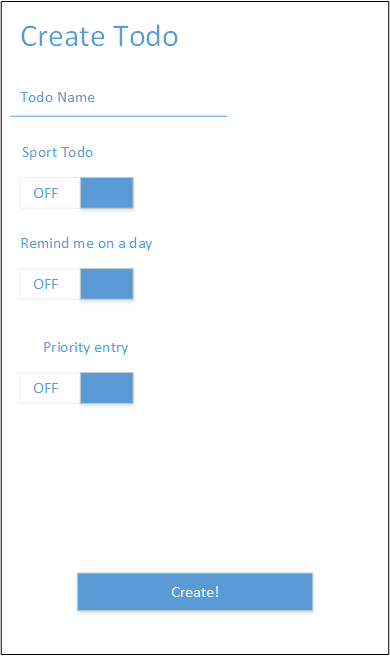 Create Todo
Todo Name
Sport Todo
OFF
Remind me on a day
OFF
Priority entry
OFF
Create!